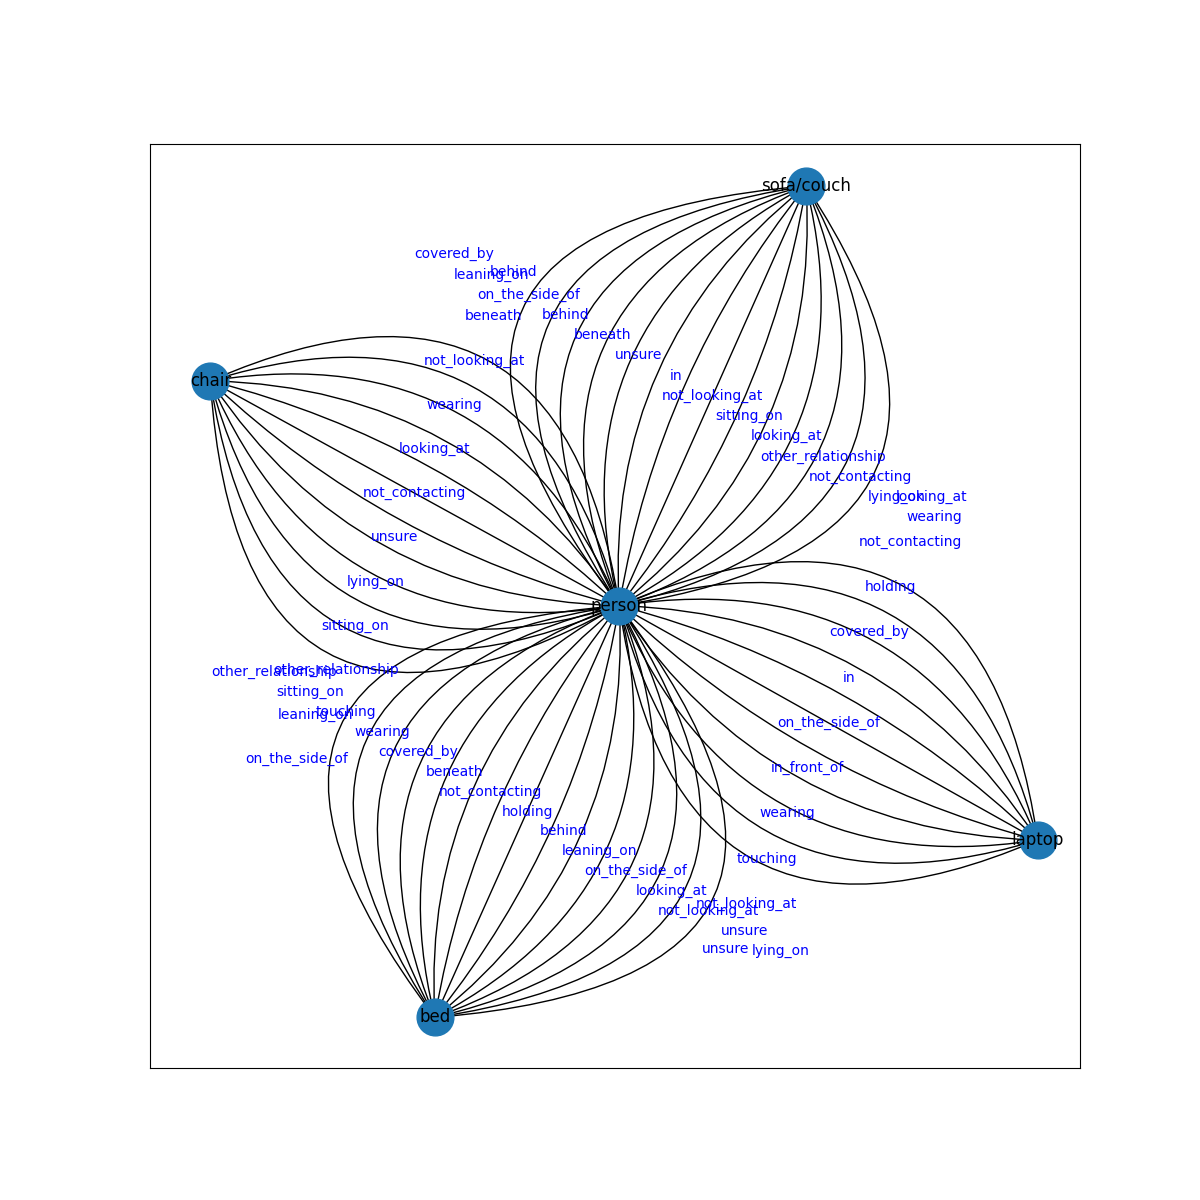 sofa/couch
covered_by
behind
leaning_on
on_the_side_of
beneath
behind
beneath
unsure
not_looking_at
in
chair
not_looking_at
wearing
sitting_on
looking_at
looking_at
other_relationship
not_contacting
not_contacting
lying_on
looking_at
wearing
unsure
not_contacting
lying_on
holding
person
sitting_on
covered_by
other_relationship
other_relationship
in
sitting_on
leaning_on
touching
on_the_side_of
wearing
covered_by
on_the_side_of
beneath
in_front_of
not_contacting
holding
wearing
behind
laptop
leaning_on
touching
on_the_side_of
looking_at
not_looking_at
not_looking_at
unsure
unsure
lying_on
bed